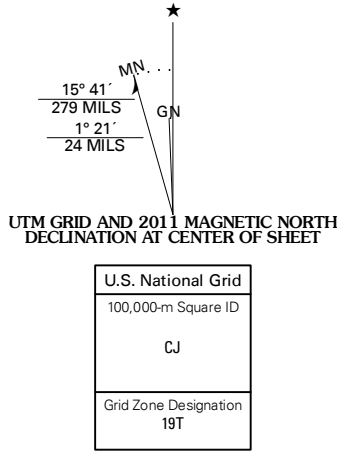 ★
MN
15° 41´
279 MILS
GN
1° 21´
24 MILS
UTM GRID AND 2011 MAGNETIC NORTH
DECLINATION AT CENTER OF SHEET
U.S. National Grid
100,000-m Square ID
CJ
Grid Zone Designation
19T